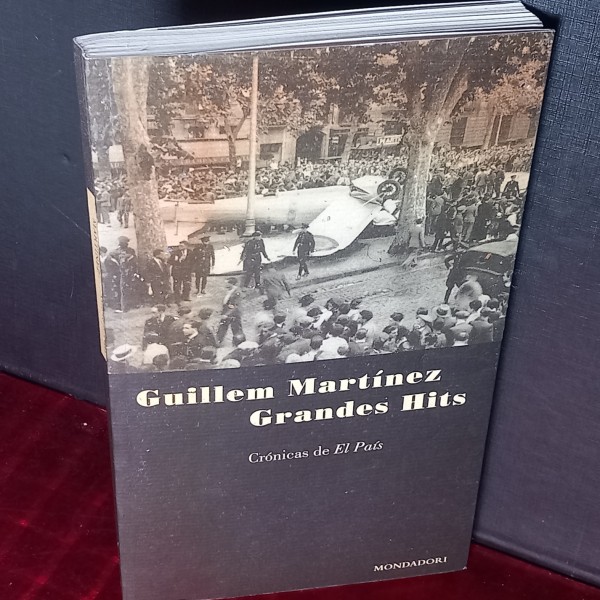 Guillem Martínez
Grandes Hits
Crónicas de El País
MONDADORI